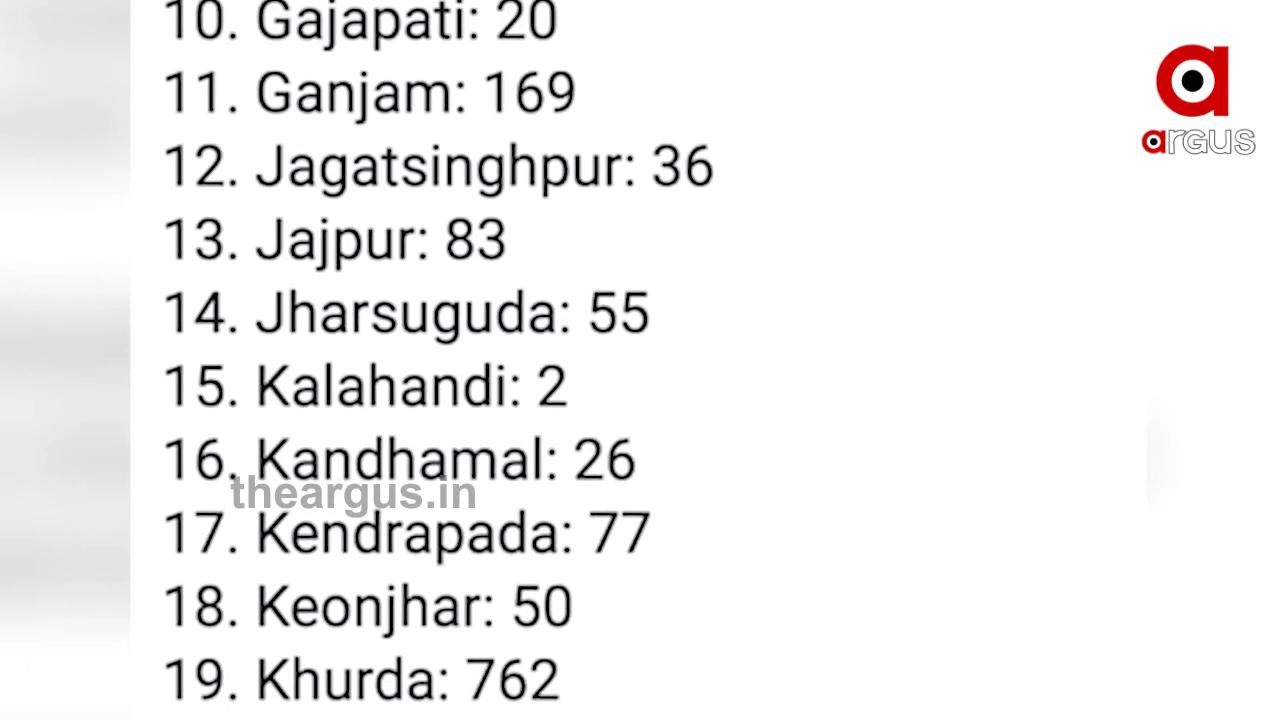 10. Gajapati: 20
11. Ganjam: 169
12. Jagatsinghpur: 36
13. Jajpur: 83
14. Jharsuguda: 55
15. Kalahandi: 2
16. Kandhamal: 26
17. Kendrapada: 77
18. Keonjhar: 50
19. Khurda: 762
argus
theargus.in